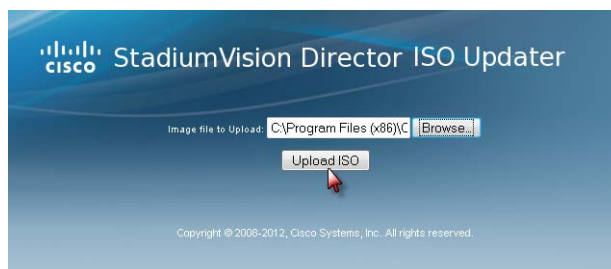 CISCO StadiumVision Director ISO Updater
Image file to Upload: C:\Program Files (x86)\C Browse...
Upload ISO
Copyright © 2008-2012, Cisco Systems, Inc. All rights reserved.